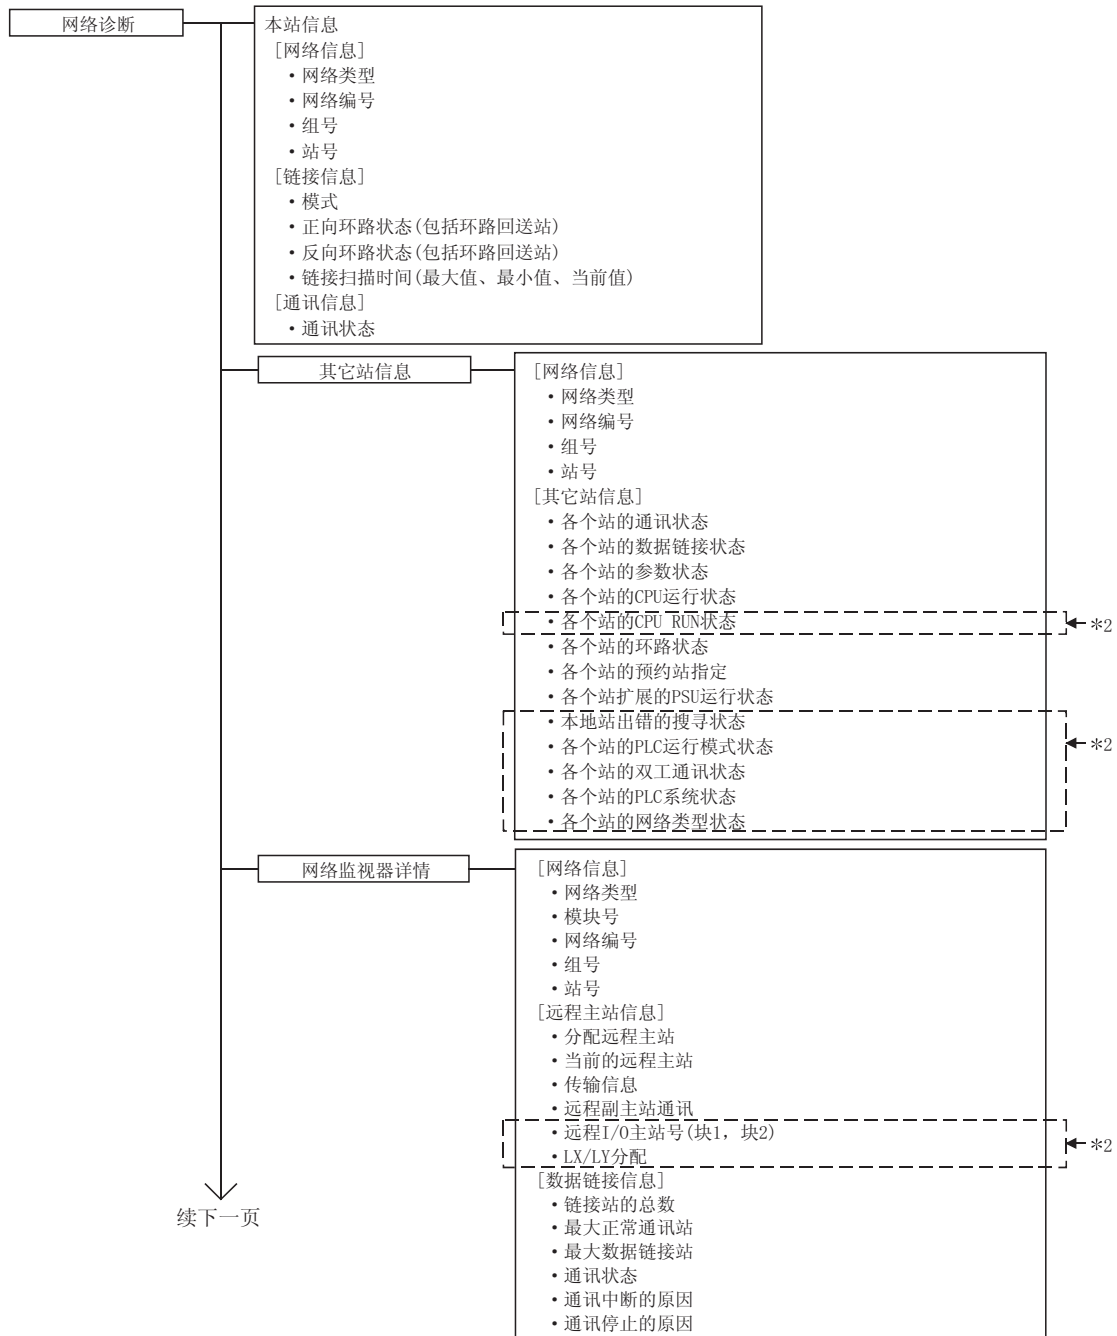 网络诊断
本站信息
[网络信息]
・网络类型
・网络编号
・组号
・站号
[链接信息]
・模式
・正向环路状态(包括环路回送站)
・反向环路状态(包括环路回送站)
・链接扫描时间(最大值、最小值、当前值)
[通讯信息]
・通讯状态
其它站信息
[网络信息]
・网络类型
・网络编号
・组号
・站号
[其它站信息]
・各个站的通讯状态
・各个站的数据链接状态
・各个站的参数状态
・各个站的CPU运行状态
・各个站的CPU RUN状态
*2
・各个站的环路状态
・各个站的预约站指定
・各个站扩展的PSU运行状态
・本地站出错的搜寻状态
・各个站的PLC运行模式状态
*2
・各个站的双工通讯状态
・各个站的PLC系统状态
・各个站的网络类型状态
网络监视器详情
[网络信息]
・网络类型
・模块号
・网络编号
・组号
・站号
[远程主站信息]
・分配远程主站
・当前的远程主站
・传输信息
・远程副主站通讯
・远程I/O主站号(块1，块2)
*2
・LX/LY分配
[数据链接信息]
・链接站的总数
・最大正常通讯站
・最大数据链接站
・通讯状态
・通讯中断的原因
・通讯停止的原因
续下一页